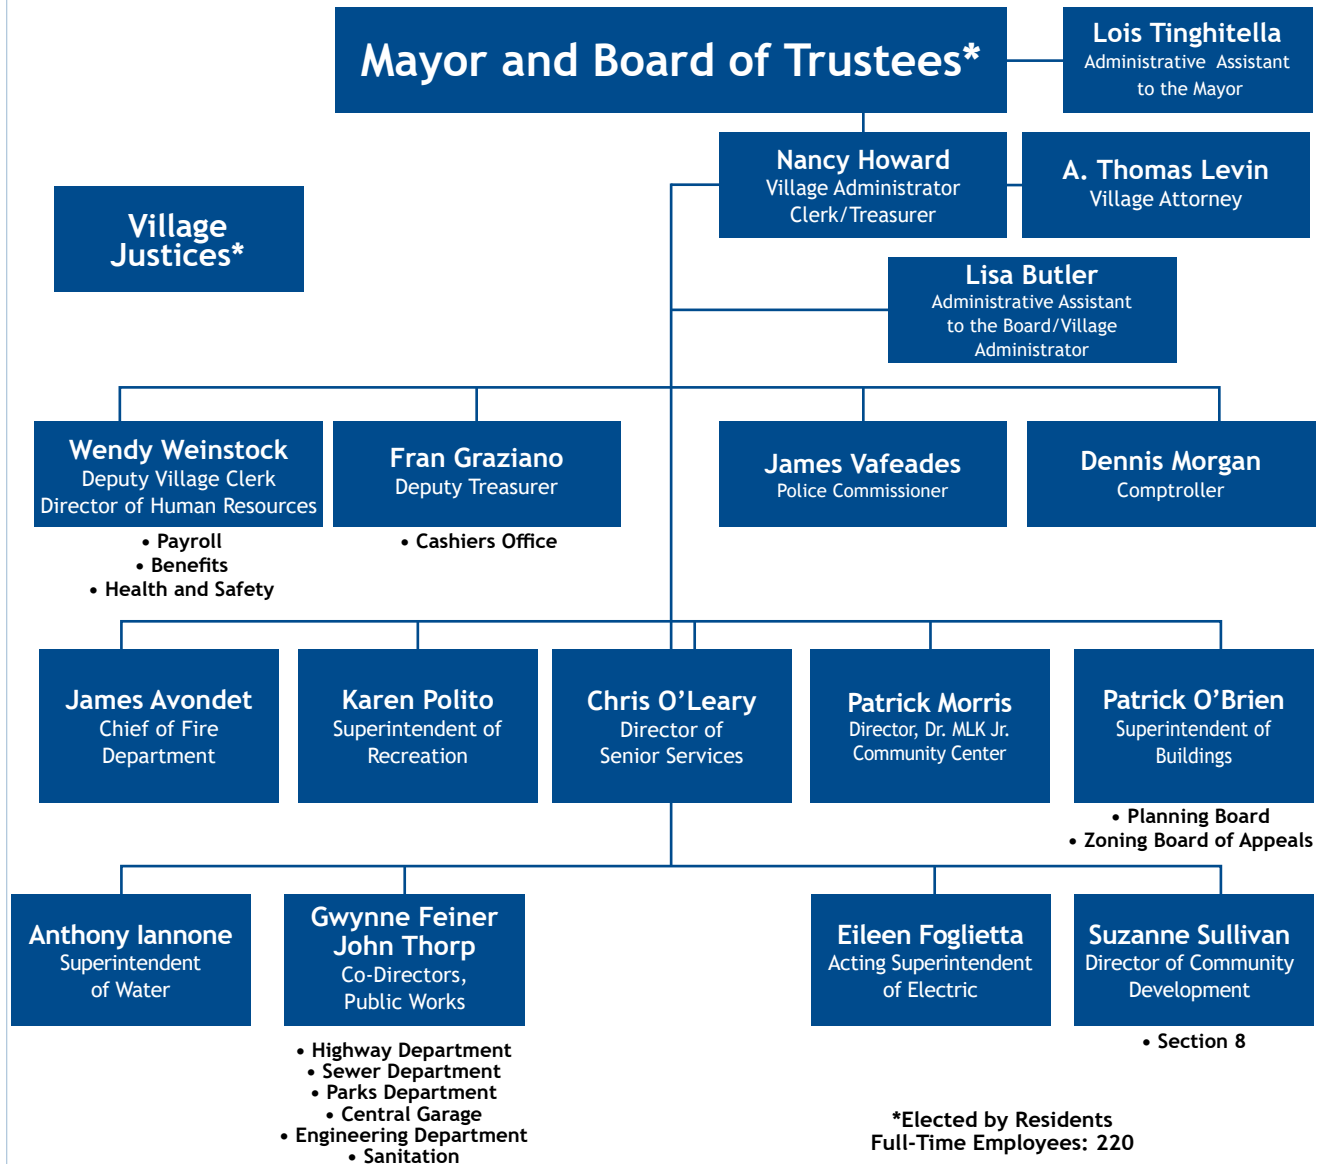 Mayor and Board of Trustees*
Lois Tinghitella
Administrative Assistant
to the Mayor
Nancy Howard
Village Administrator
Clerk/Treasurer
A. Thomas Levin
Village Attorney
Village
Justices*
Lisa Butler
Administrative Assistant
to the Board/Village
Administrator
Wendy Weinstock
Deputy Village Clerk
Director of Human Resources
• Payroll
• Benefits
• Health and Safety
Fran Graziano
Deputy Treasurer
• Cashiers Office
James Vafeades
Police Commissioner
Dennis Morgan
Comptroller
James Avondet
Chief of Fire
Department
Karen Polito
Superintendent of
Recreation
Chris O’Leary
Director of
Senior Services
Patrick Morris
Director, Dr. MLK Jr.
Community Center
Patrick O’Brien
Superintendent of
Buildings
• Planning Board
• Zoning Board of Appeals
Anthony Iannone
Superintendent
of Water
Gwynne Feiner
John Thorp
Co-Directors,
Public Works
• Highway Department
• Sewer Department
• Parks Department
• Central Garage
• Engineering Department
• Sanitation
Eileen Foglietta
Acting Superintendent
of Electric
Suzanne Sullivan
Director of Community
Development
• Section 8
*Elected by Residents
Full-Time Employees: 220